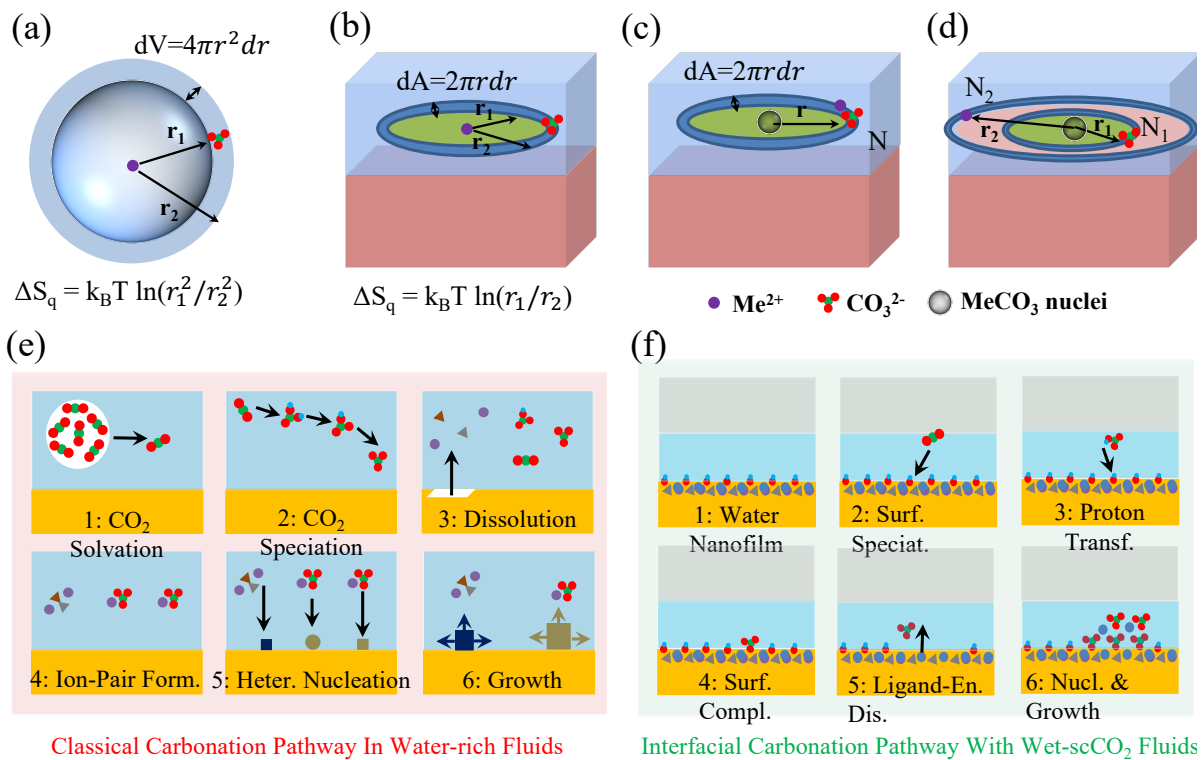 (a)
dV=4πr²dr
r₁
r₂
ΔS_q = k_BT ln(r₁²/r₂²)
(b)
dA=2πrdr
r₁
r₂
ΔS_q = k_BT ln(r₁/r₂)
(c)
dA=2πrdr
r
N
(d)
N₂
r₂
r₁
N₁
Me²⁺
CO₃²⁻
MeCO₃ nuclei
(e)
1: CO₂
Solvation
2: CO₂
Speciation
3: Dissolution
4: Ion-Pair Form.
5: Heter. Nucleation
6: Growth
Classical Carbonation Pathway In Water-rich Fluids
(f)
1: Water
Nanofilm
2: Surf.
Speciat.
3: Proton
Transf.
4: Surf.
Compl.
5: Ligand-En.
Dis.
6: Nucl. &
Growth
Interfacial Carbonation Pathway With Wet-scCO₂ Fluids